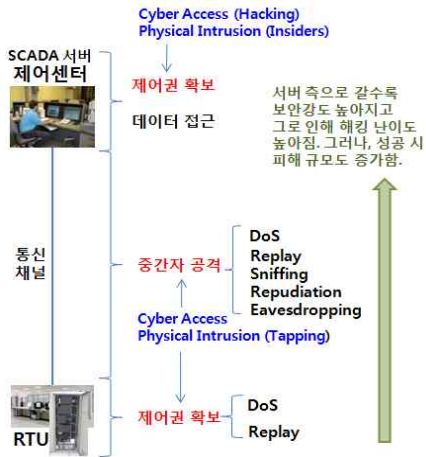 Cyber Access (Hacking)
Physical Intrusion (Insiders)
SCADA 서버
제어센터
제어권 확보
데이터 접근
서버 측으로 갈수록
보안강도 높아지고
그로 인해 해킹 난이도
높아짐. 그러나, 성공 시
피해 규모도 증가함.
통신
채널
중간자 공격
DoS
Replay
Sniffing
Repudiation
Eavesdropping
Cyber Access
Physical Intrusion (Tapping)
RTU
제어권 확보
DoS
Replay